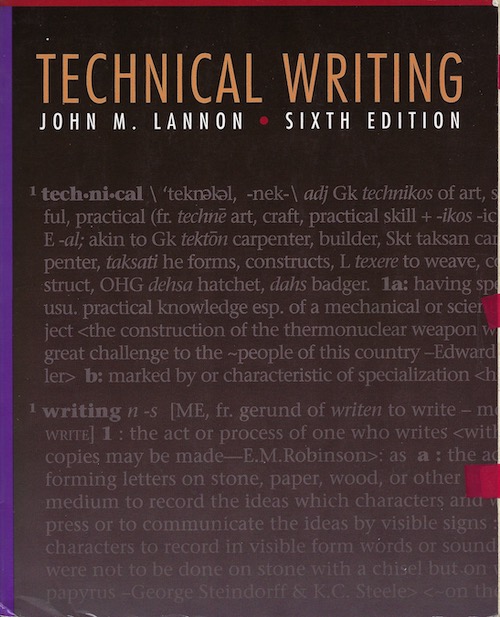 TECHNICAL WRITING
JOHN M. LANNON • SIXTH EDITION
¹ tech•ni•cal \ 'teknəkəl, -nek-\ adj Gk technikos of art, s
ful, practical (fr. technē art, craft, practical skill + -ikos -ic
E -al; akin to Gk tektōn carpenter, builder, Skt taksan car
penter, taksati he forms, constructs, L texere to weave, co
struct, OHG dehsa hatchet, dahs badger. 1a: having spe
usu. practical knowledge esp. of a mechanical or scien
ject <the construction of the thermonuclear weapon w
great challenge to the ~people of this country –Edward
ler> b: marked by or characteristic of specialization <h
¹ writing n -s [ME, fr. gerund of writen to write – mo
WRITE] 1 : the act or process of one who writes <with
copies may be made—E.M.Robinson>: as a : the ac
forming letters on stone, paper, wood, or other
medium to record the ideas which characters and w
press or to communicate the ideas by visible signs
characters to record in visible form words or sound
were not to be done on stone with a chisel but on
papyrus –George Steindorff & K.C. Steele> <~on the